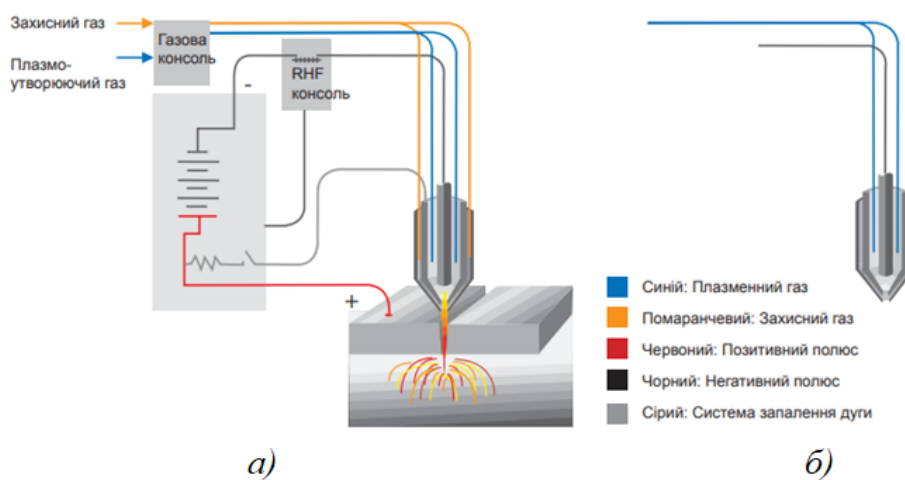 Захисний газ
Плазмо-
утворюючий газ
Газова
консоль
-
RHF
консоль
+
Синій: Плазменний газ
Помаранчевий: Захисний газ
Червоний: Позитивний полюс
Чорний: Негативний полюс
Сірий: Система запалення дуги
а)
б)